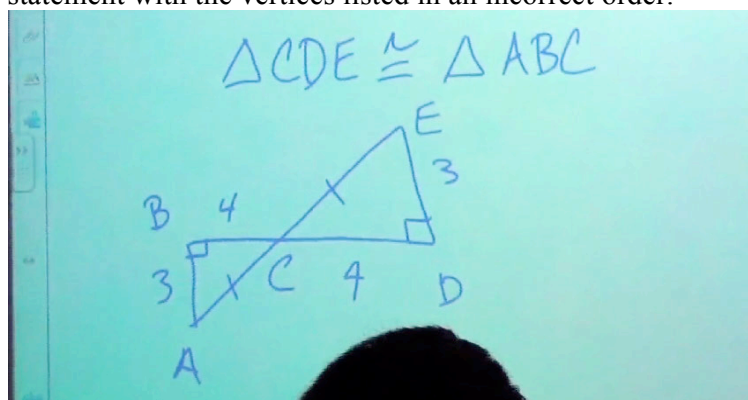 statement with the vertices listed in an incorrect order.
△CDE ≅ △ABC
E
3
B 4
3 C 4 D
A